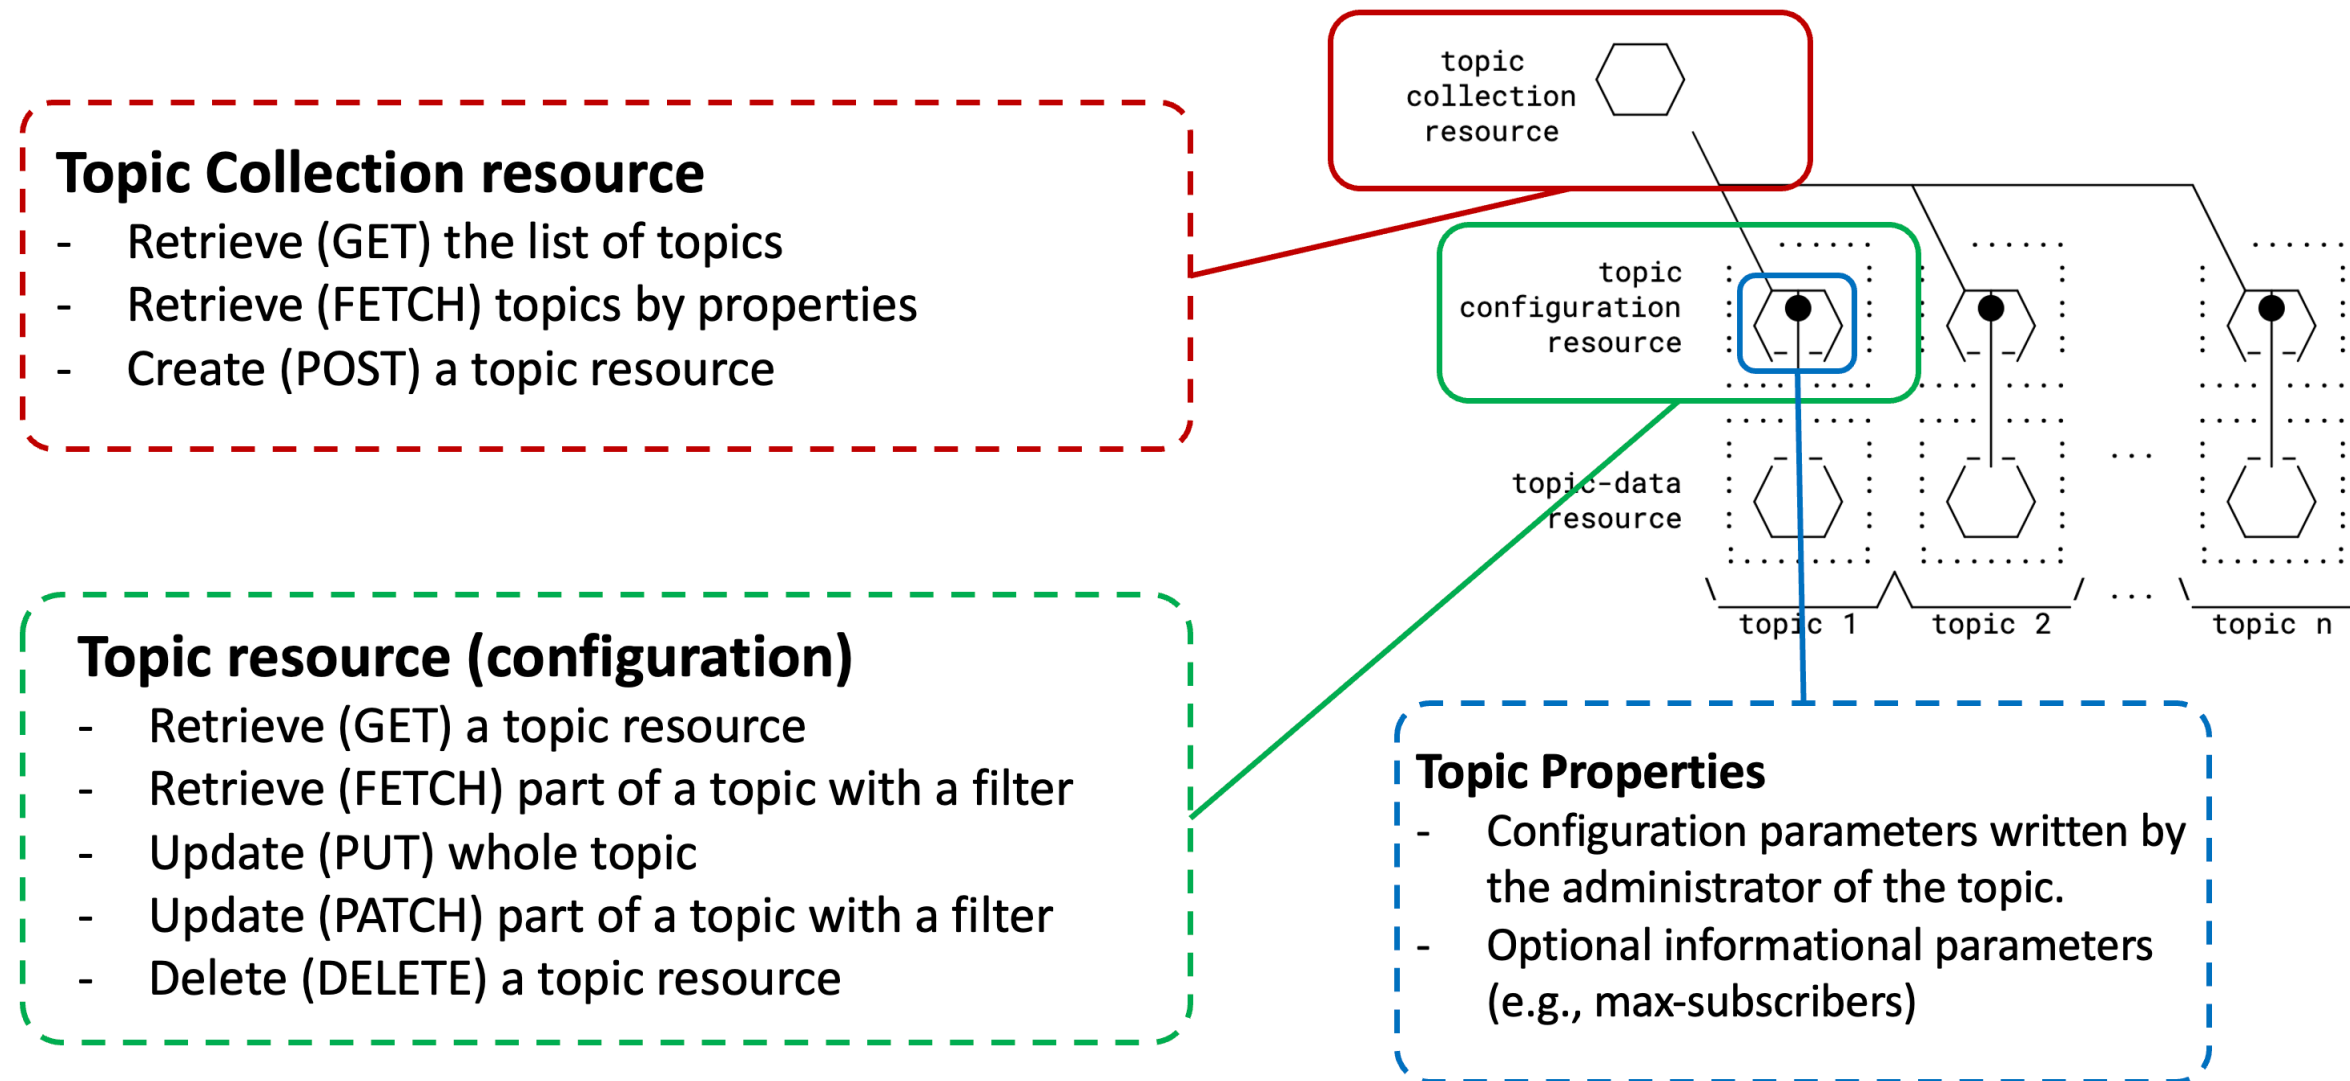 topic
collection
resource
Topic Collection resource
- Retrieve (GET) the list of topics
- Retrieve (FETCH) topics by properties
- Create (POST) a topic resource
topic
configuration
resource
topic-data
resource
...
...
topic 1
topic 2
topic n
Topic resource (configuration)
- Retrieve (GET) a topic resource
- Retrieve (FETCH) part of a topic with a filter
- Update (PUT) whole topic
- Update (PATCH) part of a topic with a filter
- Delete (DELETE) a topic resource
Topic Properties
- Configuration parameters written by
the administrator of the topic.
- Optional informational parameters
(e.g., max-subscribers)